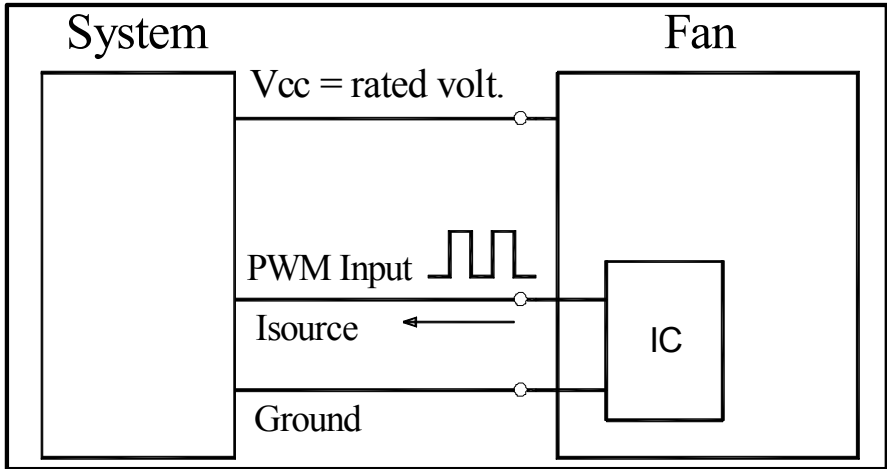 System
Fan
Vcc = rated volt.
PWM Input
Isource
IC
Ground